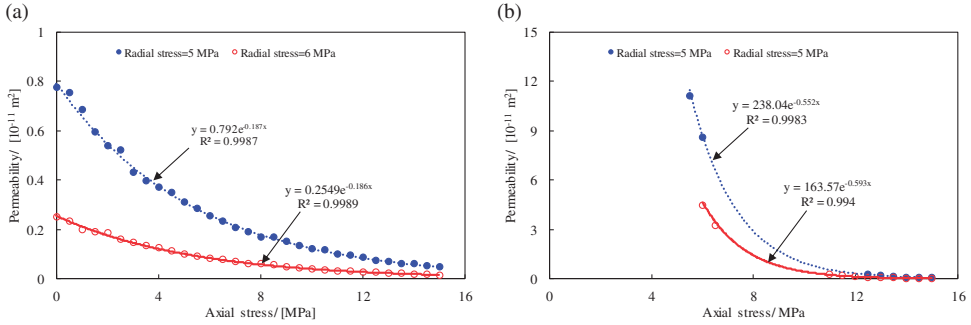 (a)
Radial stress=5 MPa Radial stress=6 MPa
1
0.8
0.6
0.4
0.2
0
Permeability/ [10⁻¹¹ m²]
y = 0.792e^-0.187x
R² = 0.9987
y = 0.2549e^-0.186x
R² = 0.9989
0 4 8 12 16
Axial stress/ [MPa]
(b)
Radial stress=5 MPa Radial stress=5 MPa
15
12
9
6
3
0
Permeability/ [10⁻¹¹ m²]
y = 238.04e^-0.552x
R² = 0.9983
y = 163.57e^-0.593x
R² = 0.994
0 4 8 12 16
Axial stress/ MPa